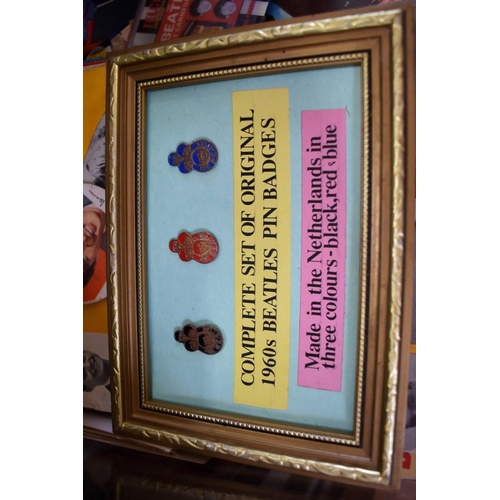 COMPLETE SET OF ORIGINAL
1960s BEATLES PIN BADGES
Made in the Netherlands in
three colours-black,red & blue